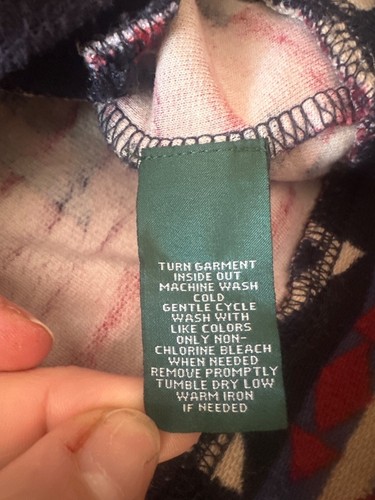 TURN GARMENT
INSIDE OUT
MACHINE WASH
COLD
GENTLE CYCLE
WASH WITH
LIKE COLORS
ONLY NON-
CHLORINE BLEACH
WHEN NEEDED
REMOVE PROMPTLY
TUMBLE DRY LOW
WARM IRON
IF NEEDED